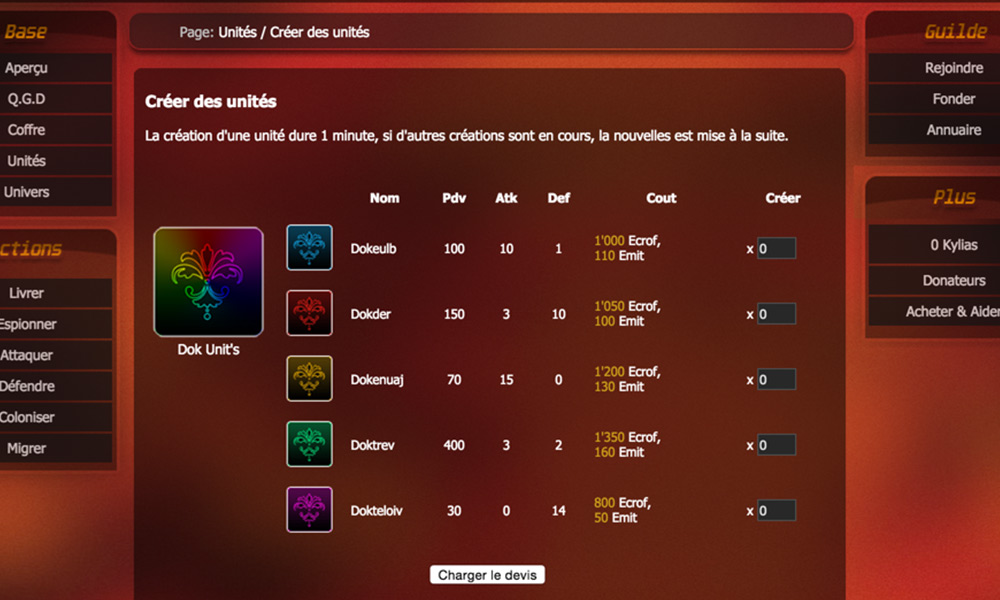 Base
Aperçu
Q.G.D
Coffre
Unités
Univers
ctions
Livrer
Espionner
Attaquer
Défendre
Coloniser
Migrer
Page: Unités / Créer des unités
Créer des unités
La création d'une unité dure 1 minute, si d'autres créations sont en cours, la nouvelles est mise à la suite.
Nom Pdv Atk Def Cout Créer
Dok Unit's
Dokeulb 100 10 1 1'000 Ecrof, x 0
110 Emit
Dokder 150 3 10 1'050 Ecrof, x 0
100 Emit
Dokenuaj 70 15 0 1'200 Ecrof, x 0
130 Emit
Doktrev 400 3 2 1'350 Ecrof, x 0
160 Emit
Dokteloiv 30 0 14 800 Ecrof, x 0
50 Emit
Charger le devis
Guilde
Rejoindre
Fonder
Annuaire
Plus
0 Kylias
Donateurs
Acheter & Aider